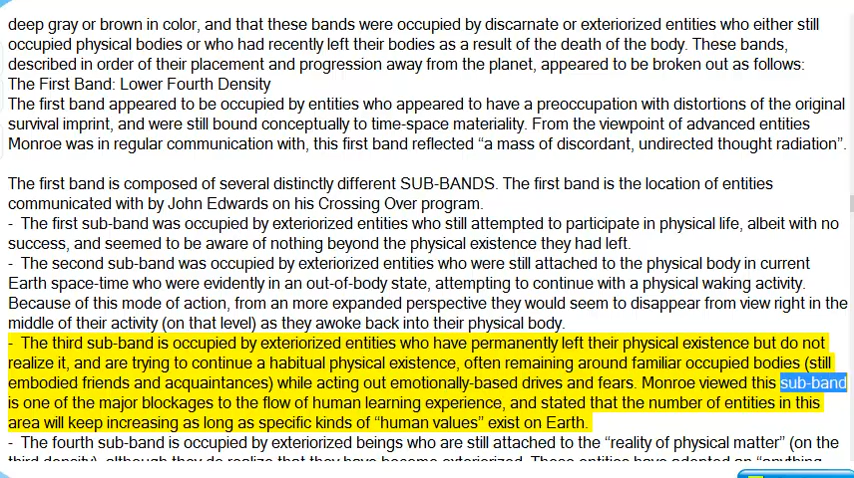 deep gray or brown in color, and that these bands were occupied by discarnate or exteriorized entities who either still
occupied physical bodies or who had recently left their bodies as a result of the death of the body. These bands,
described in order of their placement and progression away from the planet, appeared to be broken out as follows:
The First Band: Lower Fourth Density
The first band appeared to be occupied by entities who appeared to have a preoccupation with distortions of the original
survival imprint, and were still bound conceptually to time-space materiality. From the viewpoint of advanced entities
Monroe was in regular communication with, this first band reflected “a mass of discordant, undirected thought radiation”.
The first band is composed of several distinctly different SUB-BANDS. The first band is the location of entities
communicated with by John Edwards on his Crossing Over program.
- The first sub-band was occupied by exteriorized entities who still attempted to participate in physical life, albeit with no
success, and seemed to be aware of nothing beyond the physical existence they had left.
- The second sub-band was occupied by exteriorized entities who were still attached to the physical body in current
Earth space-time who were evidently in an out-of-body state, attempting to continue with a physical waking activity.
Because of this mode of action, from an more expanded perspective they would seem to disappear from view right in the
middle of their activity (on that level) as they awoke back into their physical body.
- The third sub-band is occupied by exteriorized entities who have permanently left their physical existence but do not
realize it, and are trying to continue a habitual physical existence, often remaining around familiar occupied bodies (still
embodied friends and acquaintances) while acting out emotionally-based drives and fears. Monroe viewed this sub-band
is one of the major blockages to the flow of human learning experience, and stated that the number of entities in this
area will keep increasing as long as specific kinds of “human values” exist on Earth.
- The fourth sub-band is occupied by exteriorized beings who are still attached to the “reality of physical matter” (on the
third density), although they do realize that they have become exteriorized. These entities have adopted an “anything